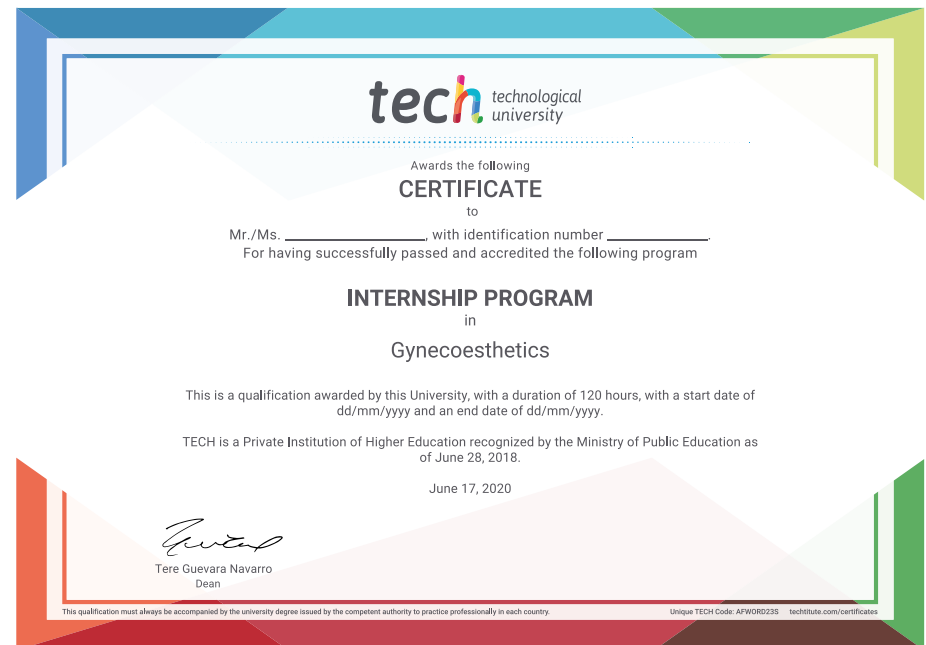 tech technological
university
Awards the following
CERTIFICATE
to
Mr./Ms. ____________________, with identification number ______________.
For having successfully passed and accredited the following program
INTERNSHIP PROGRAM
in
Gynecoesthetics
This is a qualification awarded by this University, with a duration of 120 hours, with a start date of
dd/mm/yyyy and an end date of dd/mm/yyyy.
TECH is a Private Institution of Higher Education recognized by the Ministry of Public Education as
of June 28, 2018.
June 17, 2020
Tere Guevara Navarro
Dean
This qualification must always be accompanied by the university degree issued by the competent authority to practice professionally in each country.
Unique TECH Code: AFWORD23S techtitute.com/certificates